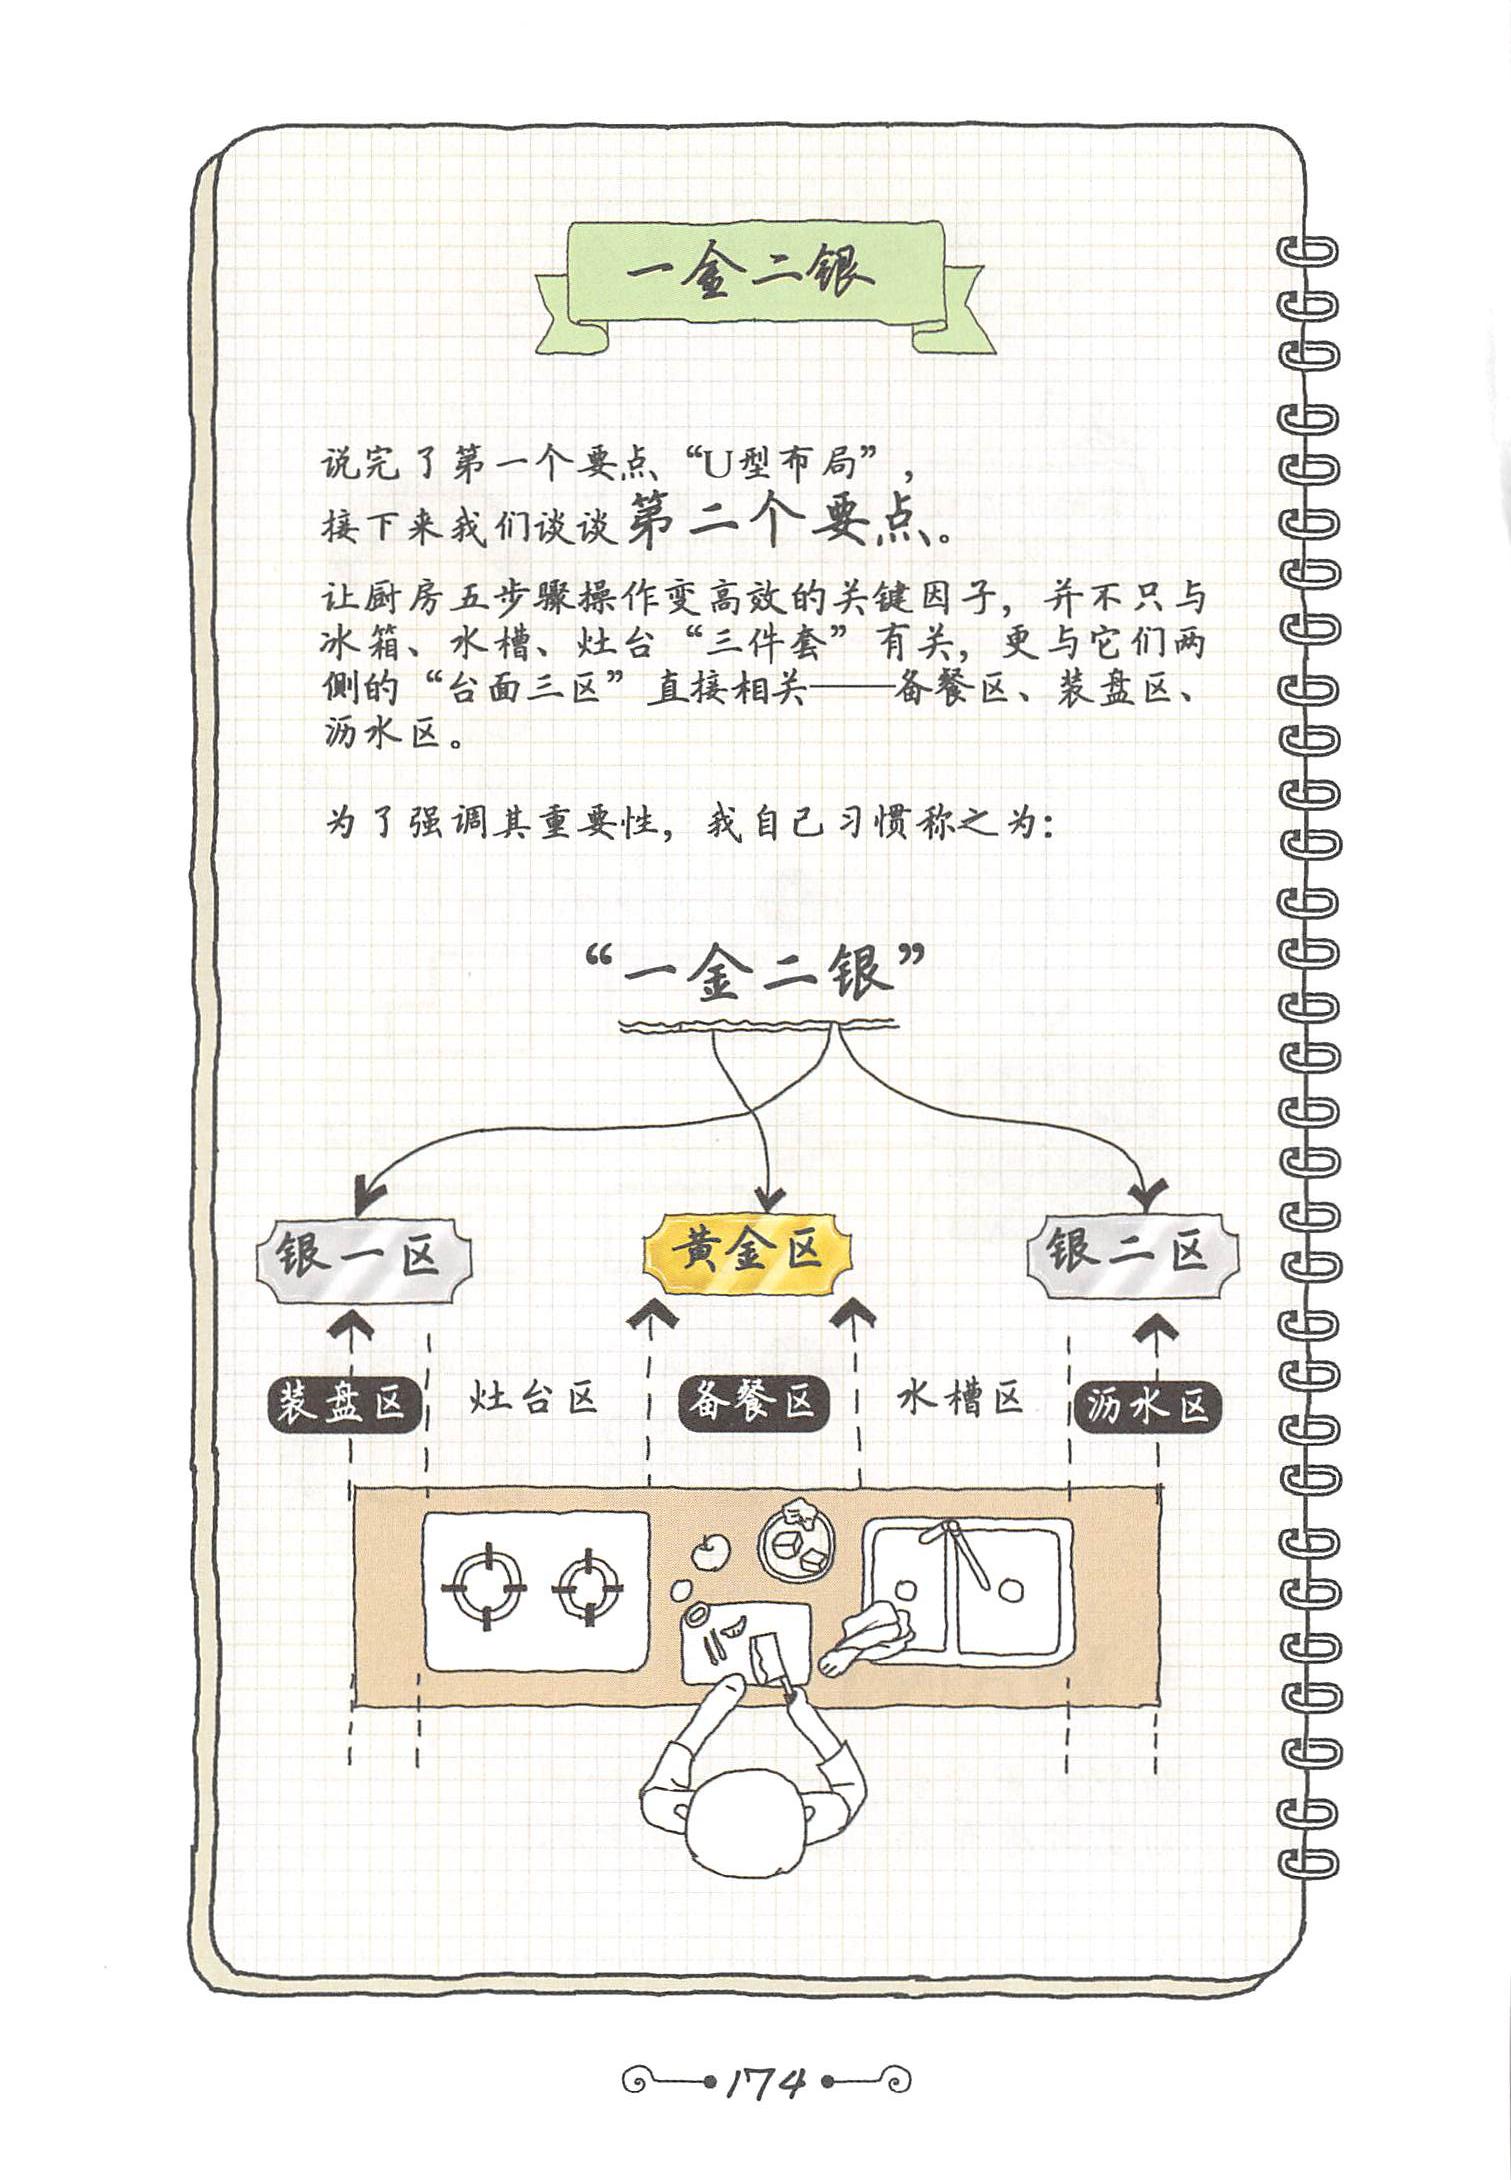 一金二银
说完了第一个要点“U型布局”，
接下来我们谈谈第二个要点。
让厨房五步骤操作变高效的关键因子，并不只与
冰箱、水槽、灶台“三件套”有关，更与它们两
侧的“台面三区”直接相关——备餐区、装盘区、
沥水区。
为了强调其重要性，我自己习惯称之为：
“一金二银”
银一区 黄金区 银二区
装盘区 灶台区 备餐区 水槽区 沥水区
174